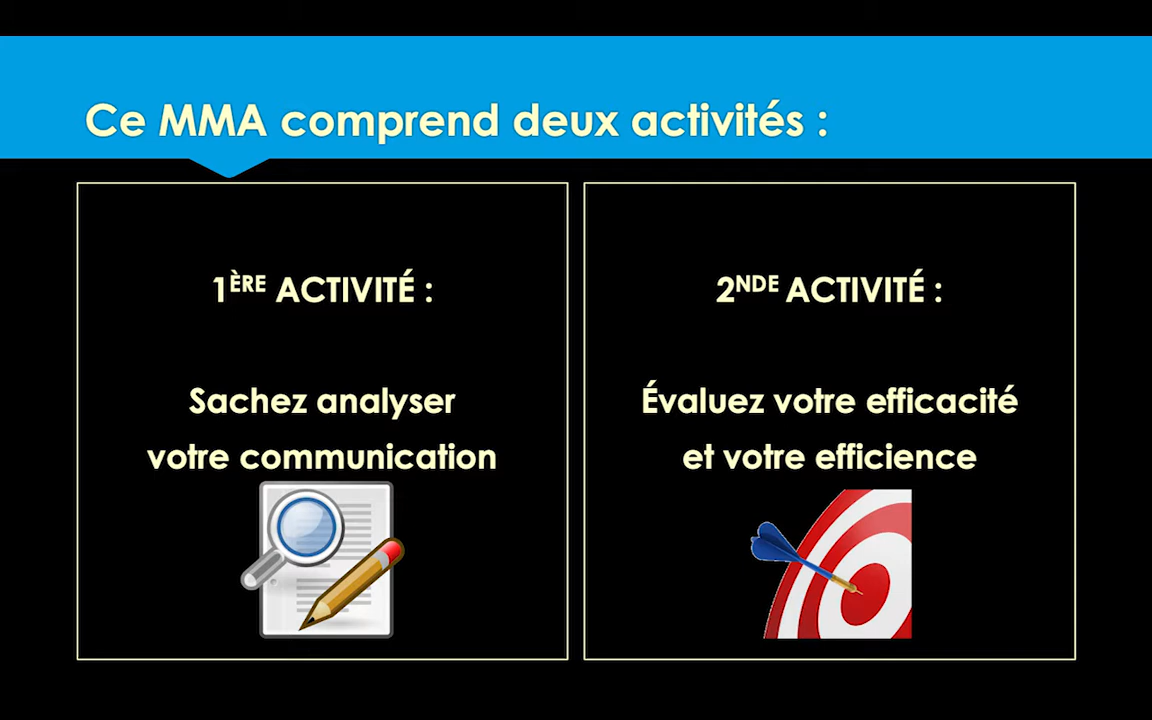 Ce MMA comprend deux activités :
1ÈRE ACTIVITÉ :
Sachez analyser
votre communication
2NDE ACTIVITÉ :
Évaluez votre efficacité
et votre efficience